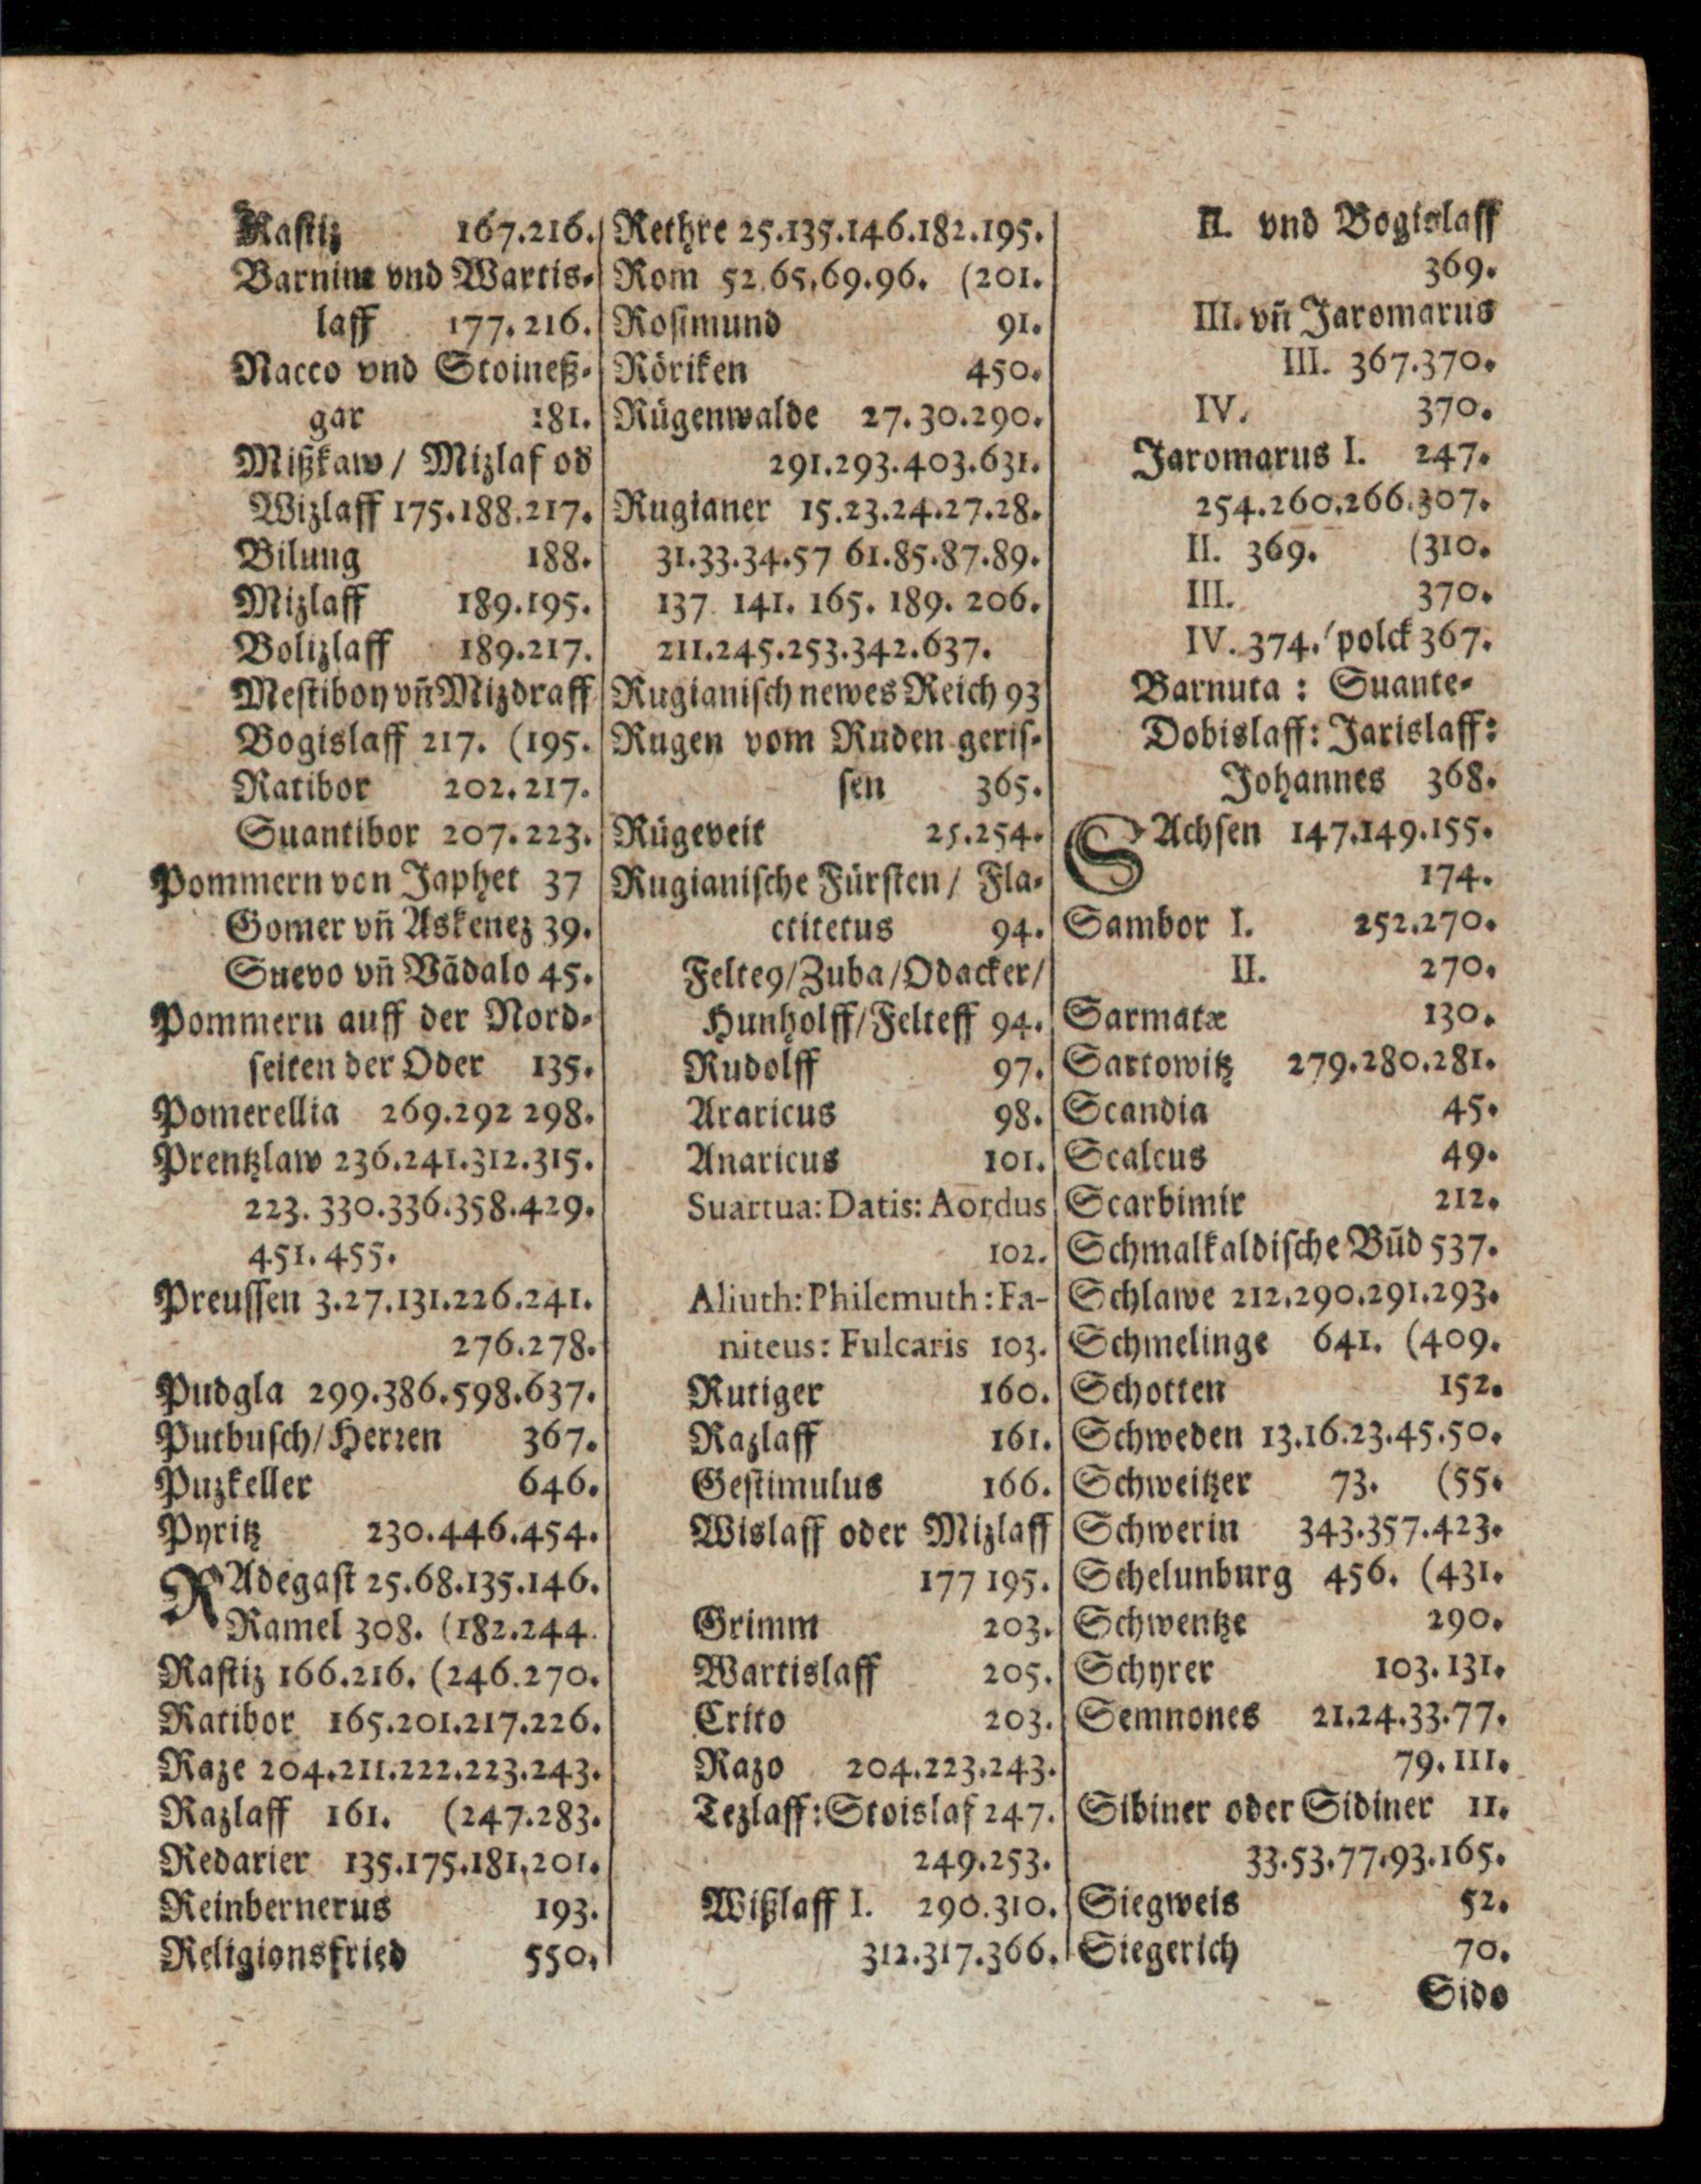 Rastiz 167.216.
Barnim vnd Wartis-
laff 177.216.
Nacco vnd Stoineß-
gar 181.
Mißkaw/ Mizlaf od
Wizlaff 175.188.217.
Bilung 188.
Mizlaff 189.195.
Bolizlaff 189.217.
Mestiboy vñ Mizdraff
Bogislaff 217. (195.
Ratibor 202.217.
Suantibor 207.223.
Pommern von Japhet 37
Gomer vñ Askenez 39.
Suevo vñ Vãdalo 45.
Pommern auff der Nord-
seiten der Oder 135.
Pomerellia 269.292 298.
Prentzlaw 236.241.312.315.
223.330.336.358.429.
451.455.
Preussen 3.27.131.226.241.
276.278.
Pudgla 299.386.598.637.
Putbusch/Herren 367.
Puzkeller 646.
Pyritz 230.446.454.
RAdegast 25.68.135.146.
Ramel 308. (182.244.
Rastiz 166.216. (246.270.
Ratibor 165.201.217.226.
Raze 204.211.222.223.243.
Razlaff 161. (247.283.
Redarier 135.175.181.201.
Reinbernerus 193.
Religionsfried 550.
Rethre 25.135.146.182.195.
Rom 52.65.69.96. (201.
Rosimund 91.
Röriken 450.
Rügenwalde 27.30.290.
291.293.403.631.
Rugianer 15.23.24.27.28.
31.33.34.57 61.85.87.89.
137 141. 165. 189. 206.
211.245.253.342.637.
Rugianisch newes Reich 93
Rugen vom Ruden geris-
sen 365.
Rügeveit 25.254.
Rugianische Fürsten/ Fla-
ctitetus 94.
Felte9/Zuba/Odacker/
Hunholff/Felteff 94.
Rudolff 97.
Araricus 98.
Anaricus 101.
Suartua: Datis: Aordus
102.
Aliuth: Philemuth: Fa-
niteus: Fulcaris 103.
Rutiger 160.
Razlaff 161.
Gestimulus 166.
Wislaff oder Mizlaff
177 195.
Grimm 203.
Wartislaff 205.
Crito 203.
Razo 204.223.243.
Tezlaff: Stoislaf 247.
249.253.
Wißlaff I. 290.310.
312.317.366.
II. vnd Bogislaff
369.
III. vñ Jaromarus
III. 367.370.
IV. 370.
Jaromarus I. 247.
254.260.266.307.
II. 369. (310.
III. 370.
IV. 374. (polck 367.
Barnuta: Suante-
Dobislaff: Jarislaff:
Johannes 368.
SAchsen 147.149.155.
174.
Sambor I. 252.270.
II. 270.
Sarmatæ 130.
Sartowitz 279.280.281.
Scandia 45.
Scalcus 49.
Scarbimir 212.
Schmalkaldische Bũd 537.
Schlawe 212.290.291.293.
Schmelinge 641. (409.
Schotten 152.
Schweden 13.16.23.45.50.
Schweitzer 73. (55.
Schwerin 343.357.423.
Schelunburg 456. (431.
Schwentze 290.
Schyrer 103.131.
Semnones 21.24.33.77.
79.111.
Sibiner oder Sidiner 11.
33.53.77.93.165.
Siegweis 52.
Siegerich 70.
Sido